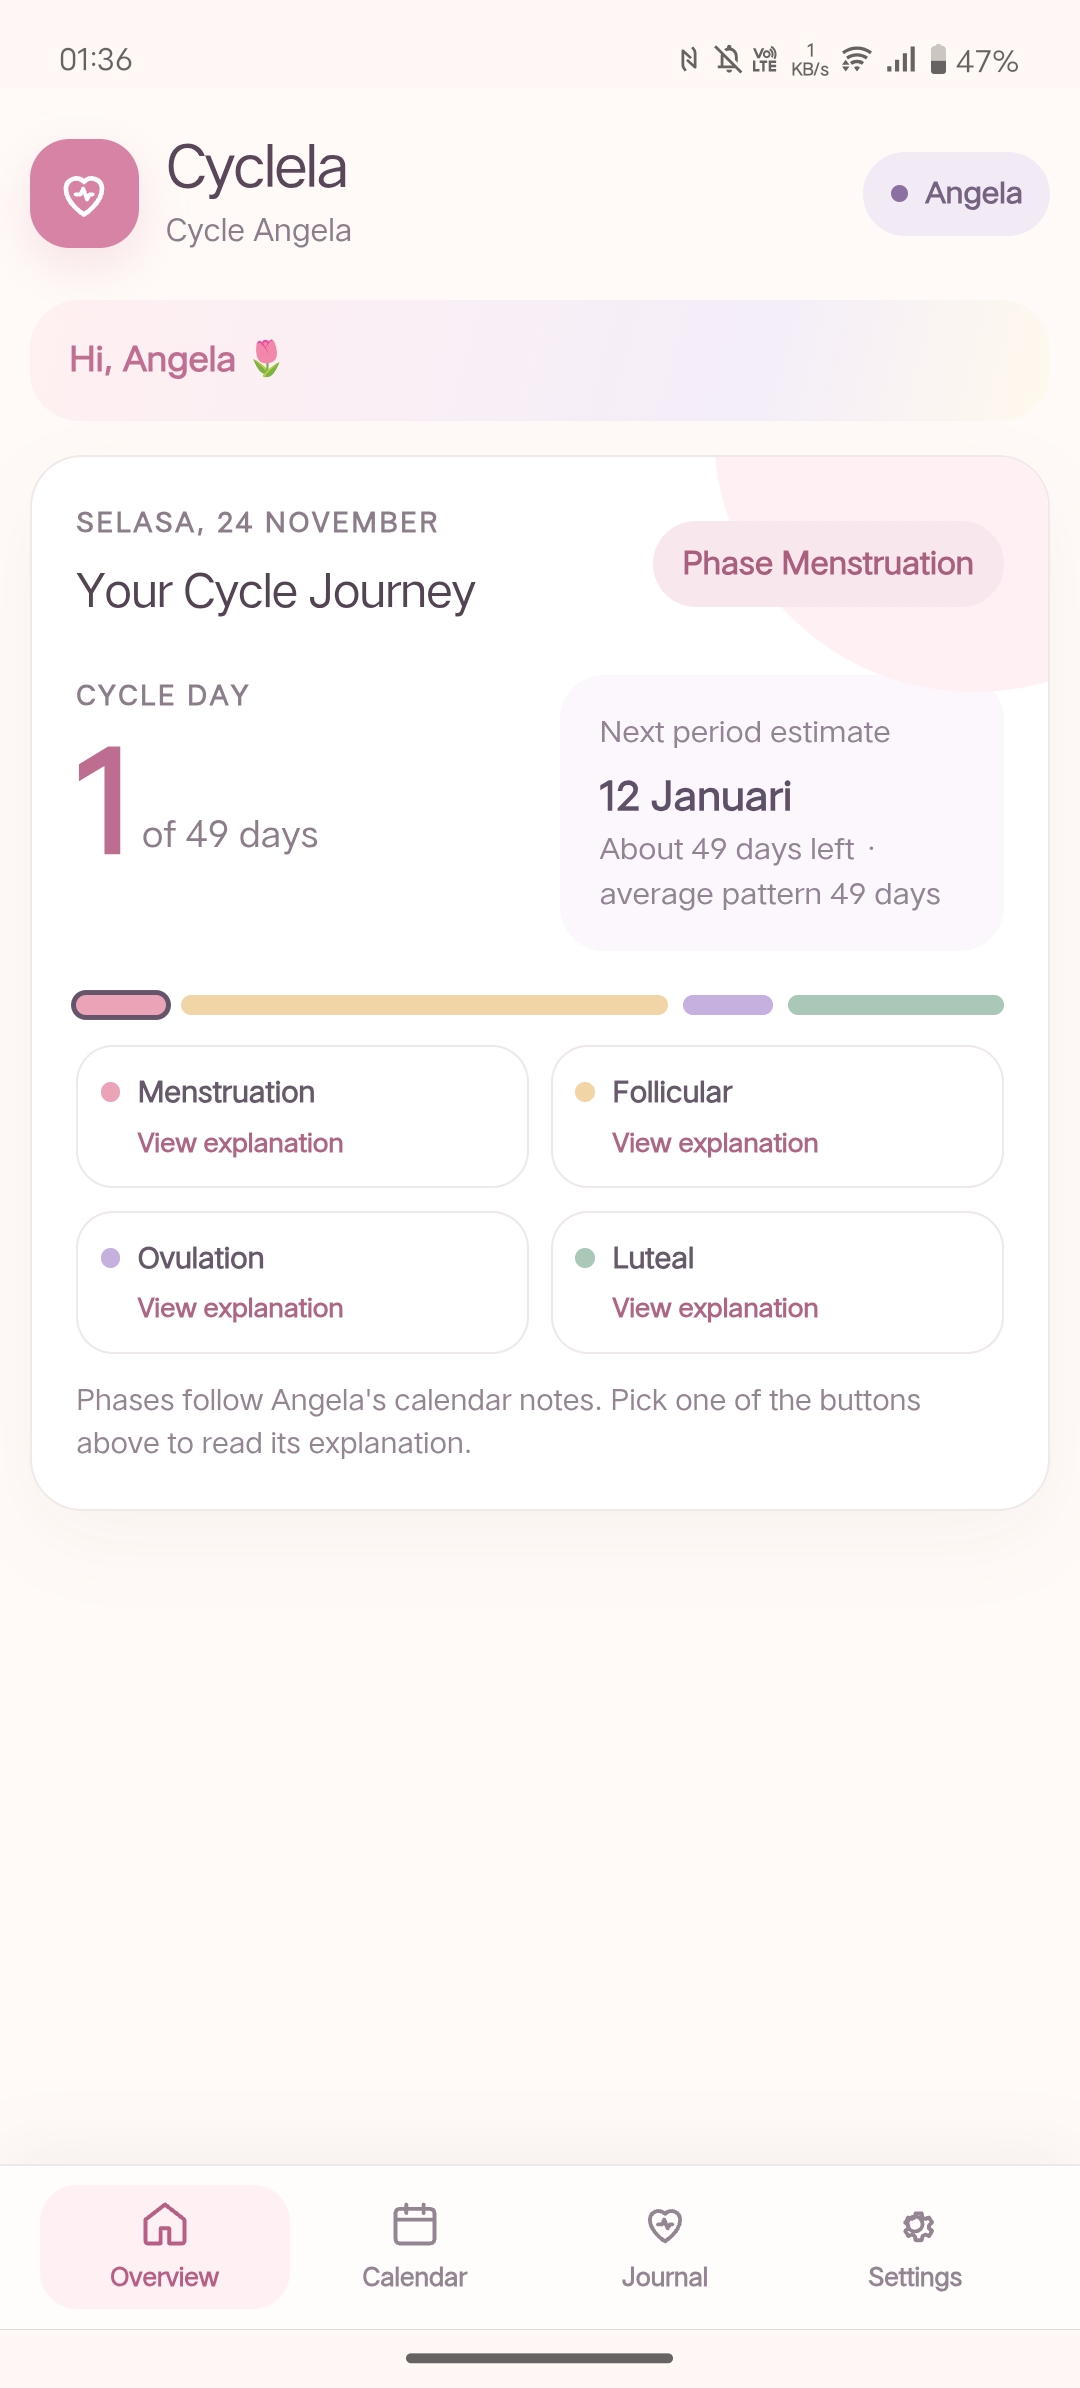 01:36
Vo)) LTE
1 KB/s
47%
Cyclela
Cycle Angela
Angela
Hi, Angela 🌷
SELASA, 24 NOVEMBER
Your Cycle Journey
Phase Menstruation
CYCLE DAY
1 of 49 days
Next period estimate
12 Januari
About 49 days left ·
average pattern 49 days
Menstruation
View explanation
Follicular
View explanation
Ovulation
View explanation
Luteal
View explanation
Phases follow Angela's calendar notes. Pick one of the buttons
above to read its explanation.
Overview
Calendar
Journal
Settings